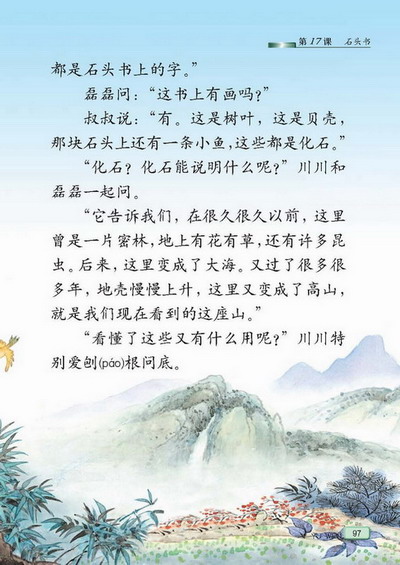 第17课 石头书
都是石头书上的字。”
磊磊问：“这书上有画吗？”
叔叔说：“有。这是树叶，这是贝壳，
那块石头上还有一条小鱼，这些都是化石。”
“化石？化石能说明什么呢？”川川和
磊磊一起问。
“它告诉我们，在很久很久以前，这里
曾是一片密林，地上有花有草，还有许多昆
虫。后来，这里变成了大海。又过了很多很
多年，地壳慢慢上升，这里又变成了高山，
就是我们现在看到的这座山。”
“看懂了这些又有什么用呢？”川川特
别爱刨(páo)根问底。
97